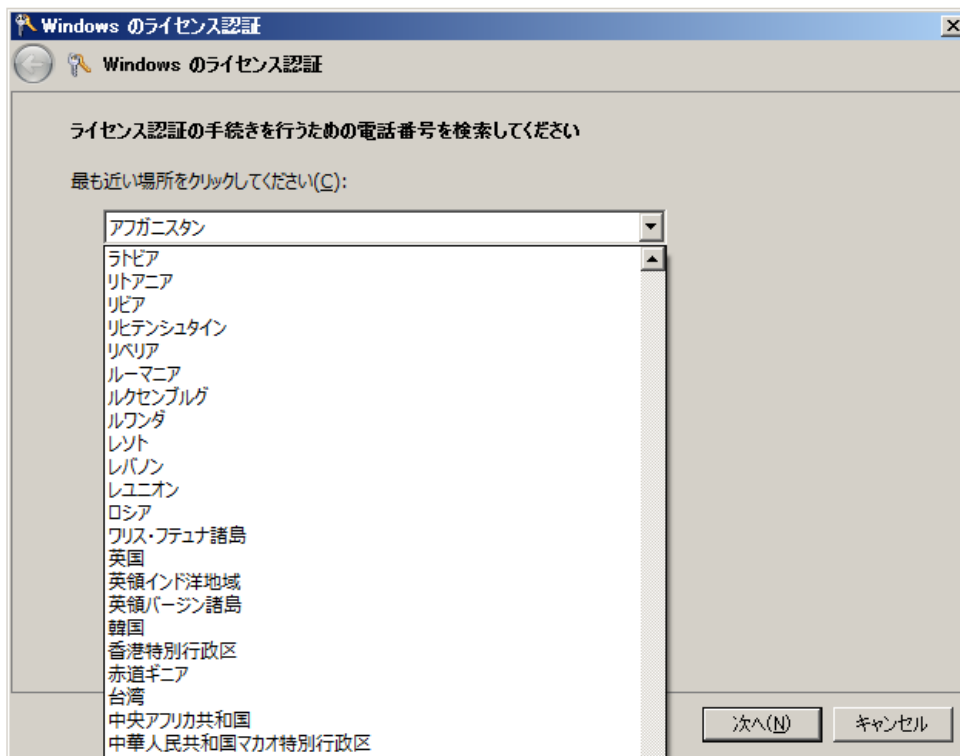 Windows のライセンス認証
Windows のライセンス認証
ライセンス認証の手続きを行うための電話番号を検索してください
最も近い場所をクリックしてください(C):
アフガニスタン
ラトビア
リトアニア
リビア
リヒテンシュタイン
リベリア
ルーマニア
ルクセンブルグ
ルワンダ
レソト
レバノン
レユニオン
ロシア
ワリス・フテュナ諸島
英国
英領インド洋地域
英領バージン諸島
韓国
香港特別行政区
赤道ギニア
台湾
中央アフリカ共和国
中華人民共和国マカオ特別行政区
次へ(N) キャンセル